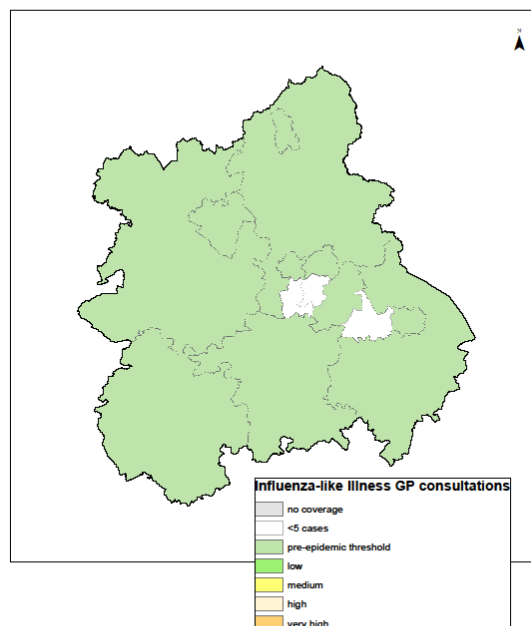 N
Influenza-like Illness GP consultations
no coverage
<5 cases
pre-epidemic threshold
low
medium
high
very high